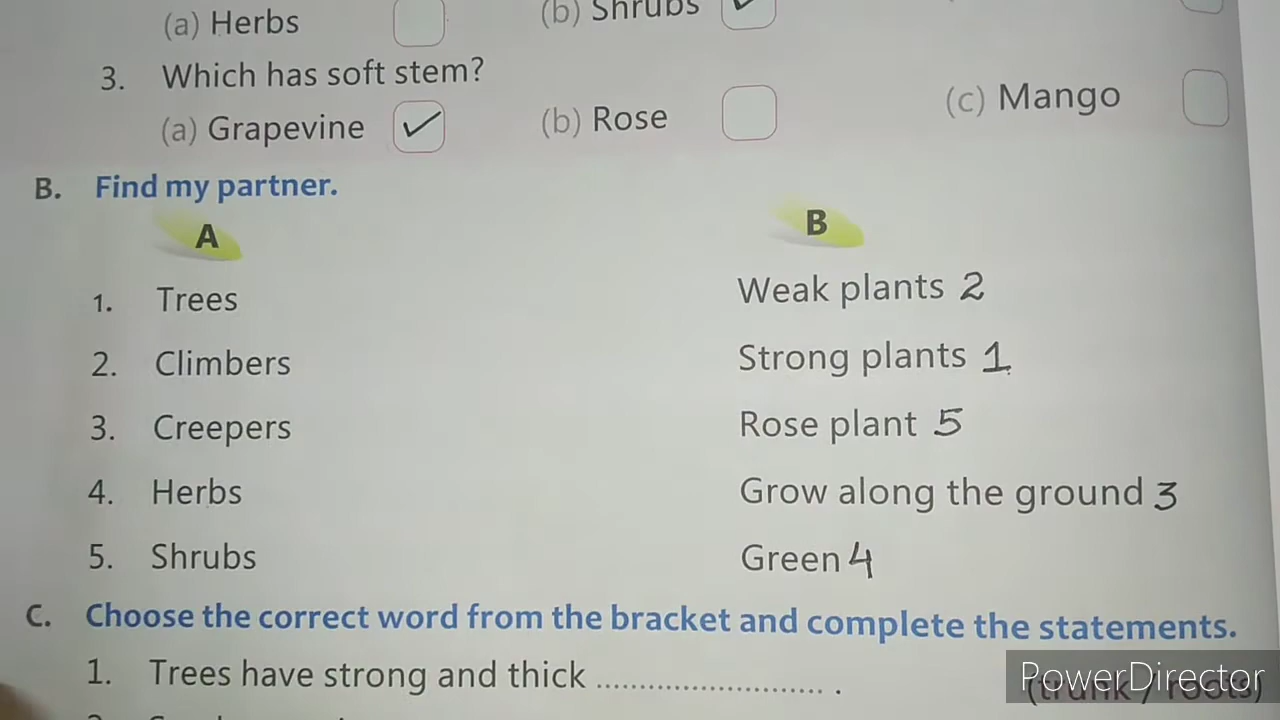 (a) Herbs (b) Shrubs ✓
3. Which has soft stem?
(a) Grapevine ✓ (b) Rose (c) Mango
B. Find my partner.
A B
1. Trees Weak plants 2
2. Climbers Strong plants 1
3. Creepers Rose plant 5
4. Herbs Grow along the ground 3
5. Shrubs Green 4
C. Choose the correct word from the bracket and complete the statements.
1. Trees have strong and thick ........................ . (trunk / roots)
PowerDirector